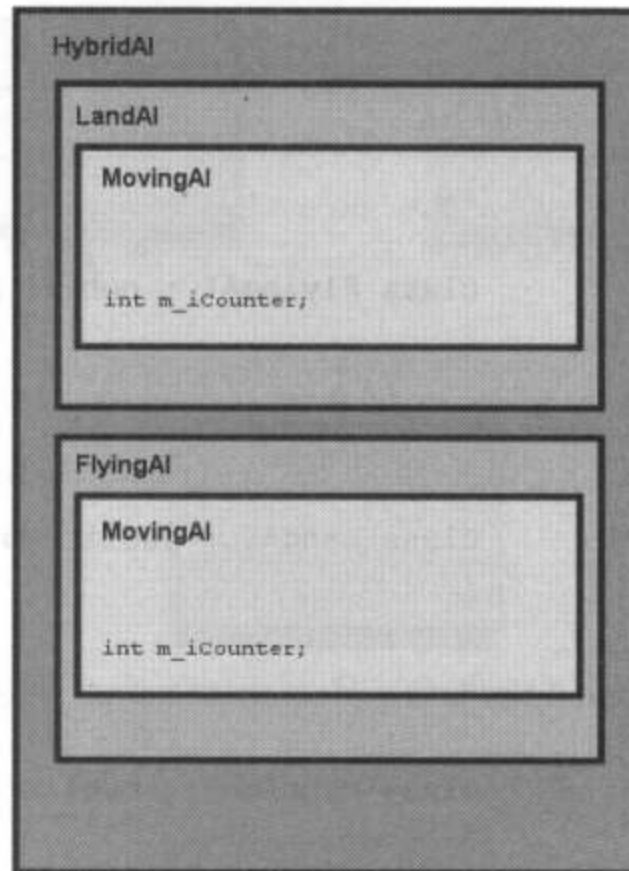 HybridAI
LandAI
MovingAI
int m_iCounter;
FlyingAI
MovingAI
int m_iCounter;